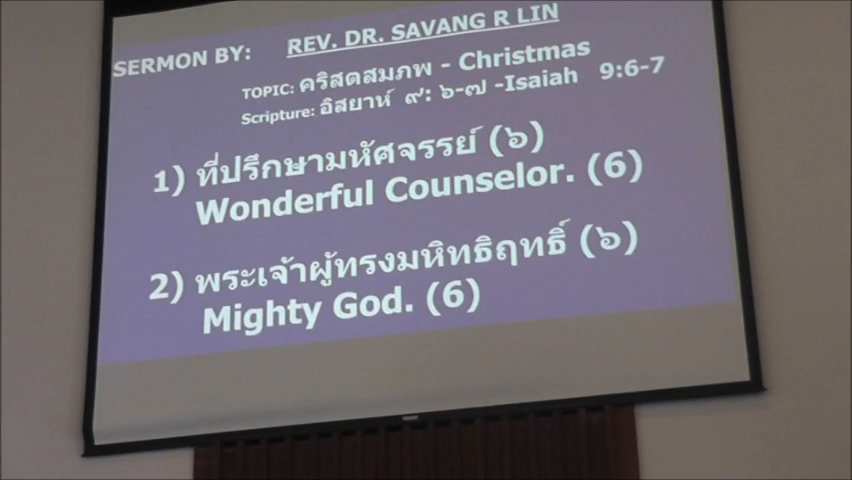 SERMON BY: REV. DR. SAVANG R LIN
TOPIC: คริสตสมภพ - Christmas
Scripture: อิสยาห์ ๙: ๖-๗ -Isaiah 9:6-7
1) ที่ปรึกษามหัศจรรย์ (๖)
Wonderful Counselor. (6)
2) พระเจ้าผู้ทรงมหิทธิฤทธิ์ (๖)
Mighty God. (6)